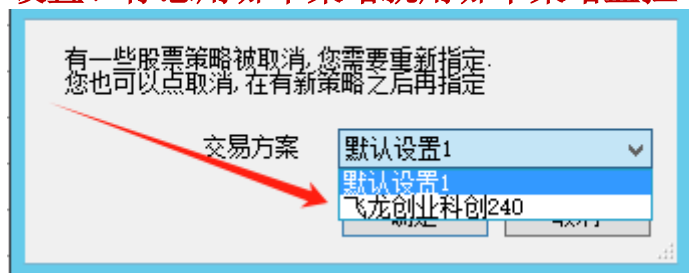 有一些股票策略被取消,您需要重新指定.
您也可以点取消,在有新策略之后再指定
交易方案
默认设置1
默认设置1
飞龙创业科创240